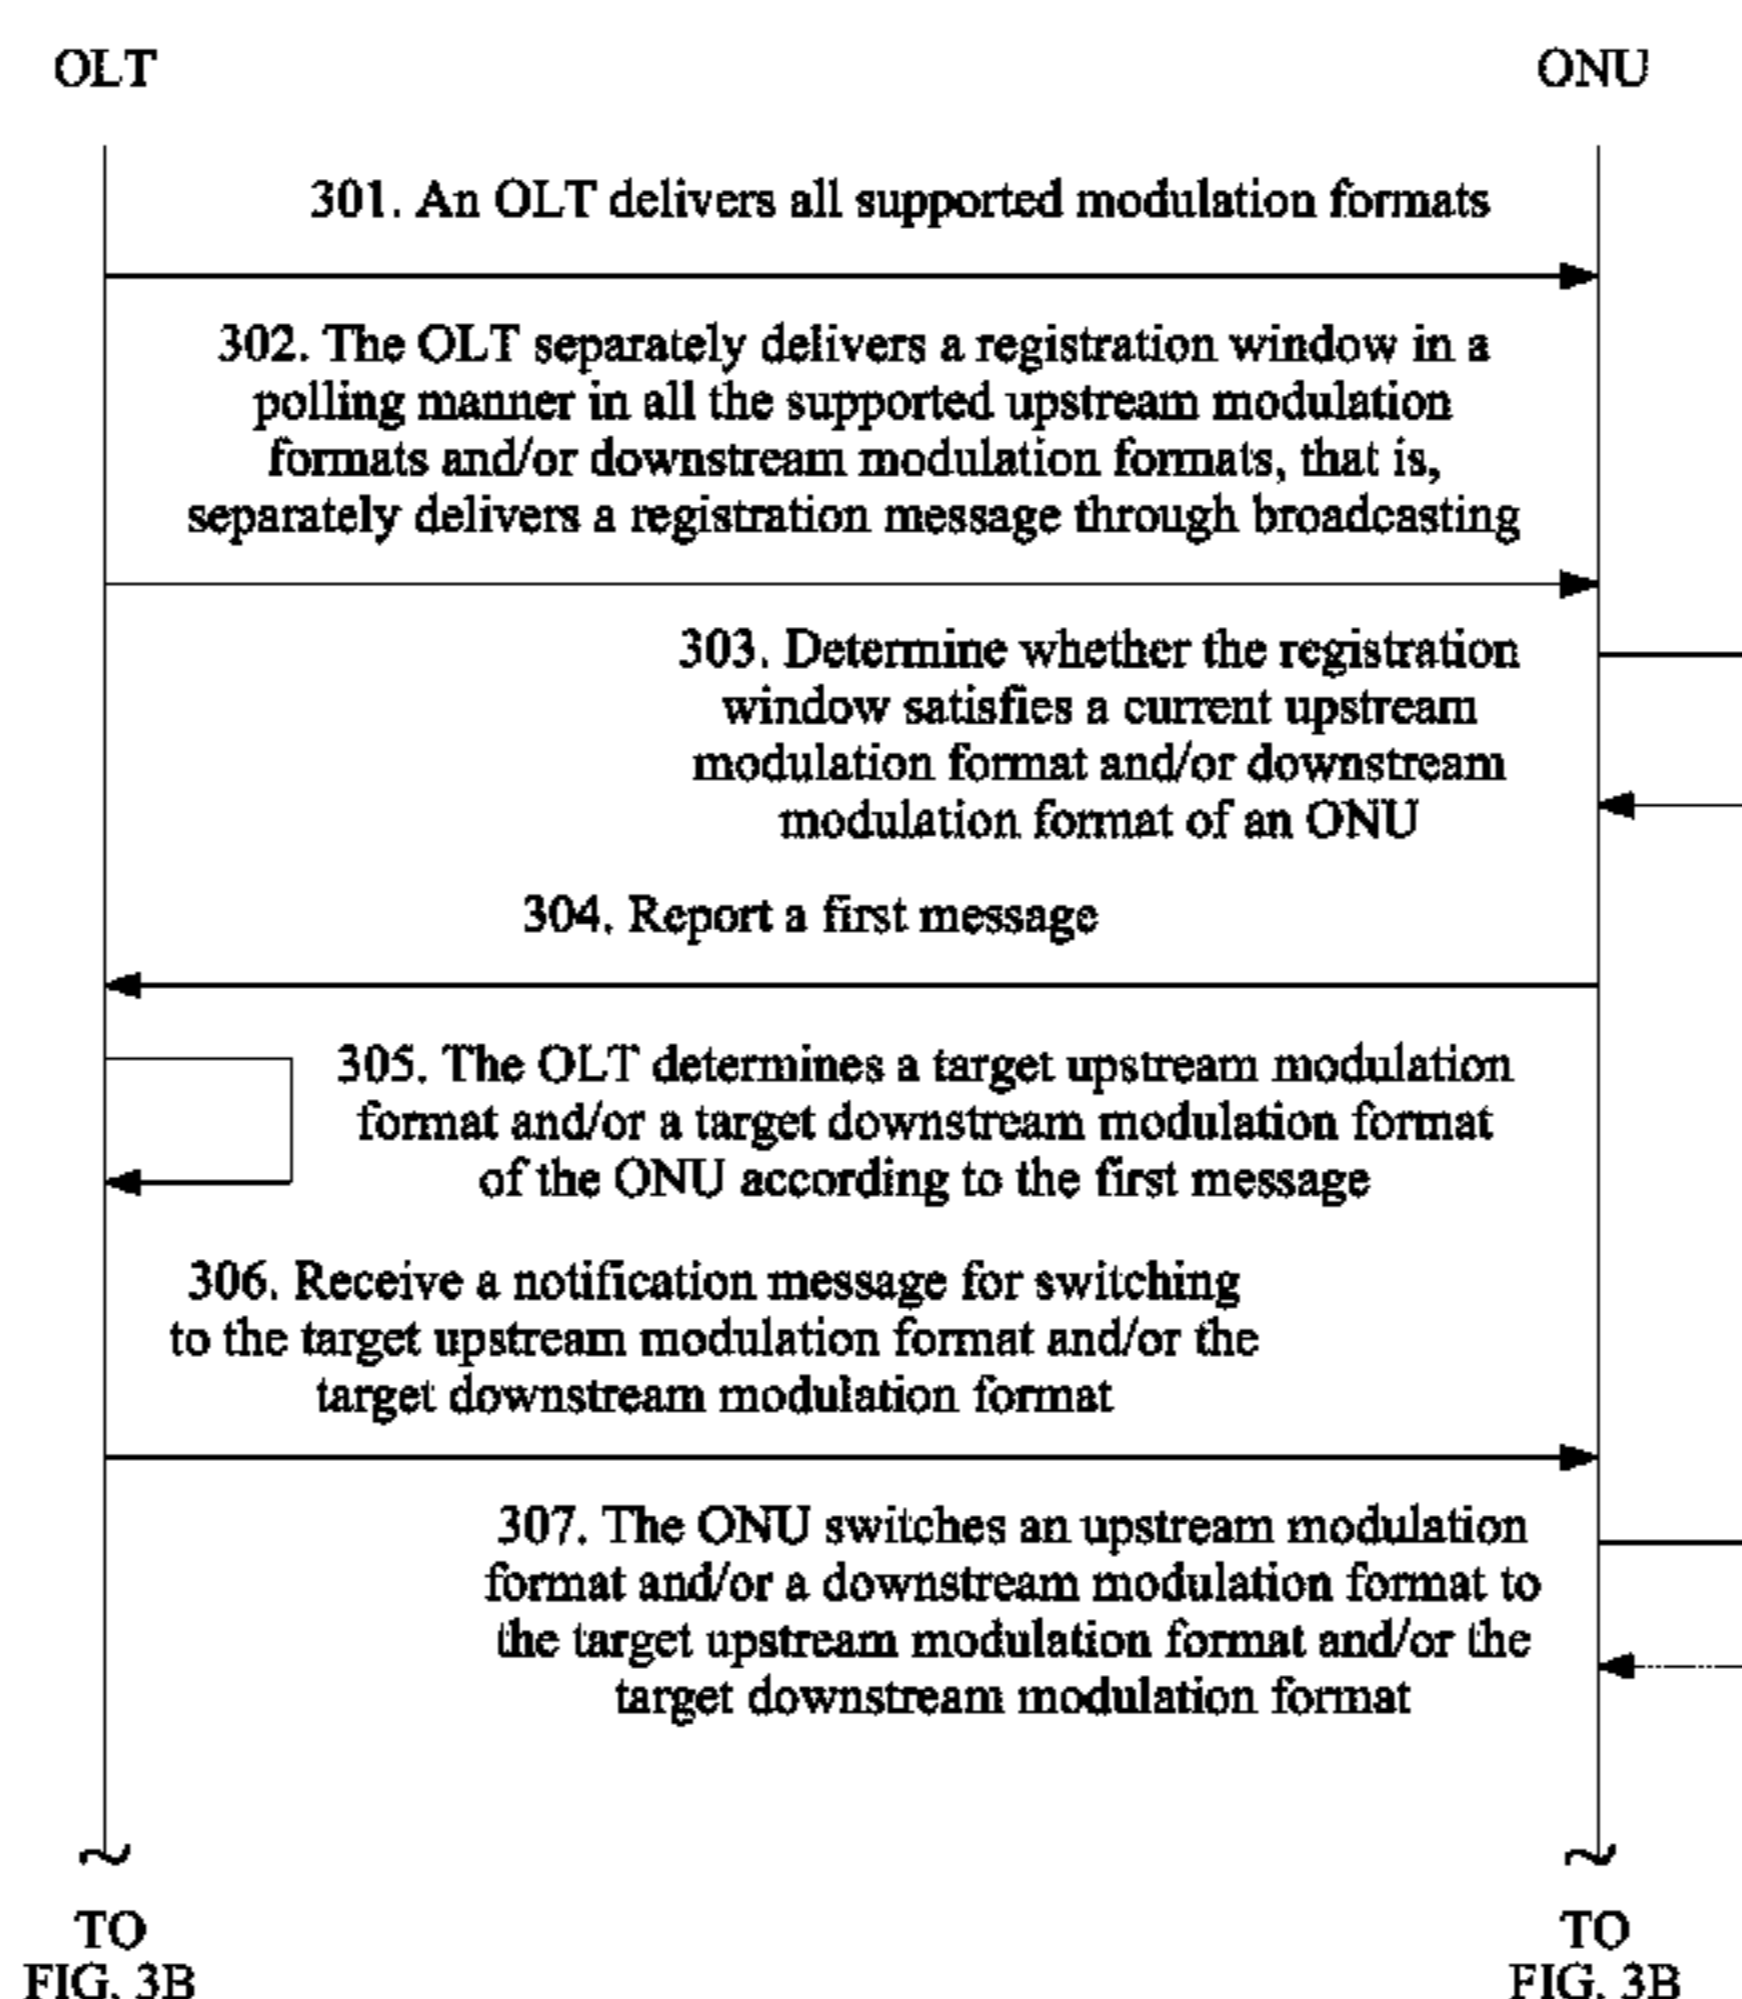 OLT
ONU
301. An OLT delivers all supported modulation formats
302. The OLT separately delivers a registration window in a
polling manner in all the supported upstream modulation
formats and/or downstream modulation formats, that is,
separately delivers a registration message through broadcasting
303. Determine whether the registration
window satisfies a current upstream
modulation format and/or downstream
modulation format of an ONU
304. Report a first message
305. The OLT determines a target upstream modulation
format and/or a target downstream modulation format
of the ONU according to the first message
306. Receive a notification message for switching
to the target upstream modulation format and/or the
target downstream modulation format
307. The ONU switches an upstream modulation
format and/or a downstream modulation format to
the target upstream modulation format and/or the
target downstream modulation format
TO
FIG. 3B
TO
FIG. 3B